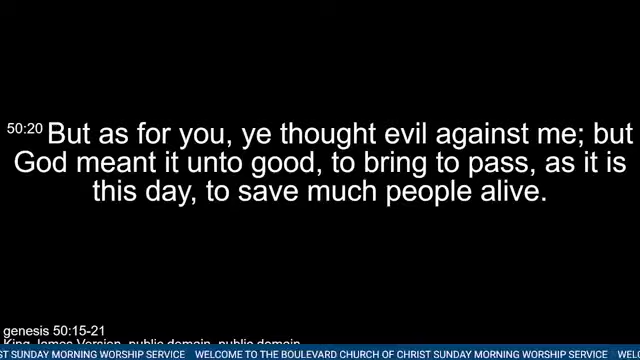 50:20 But as for you, ye thought evil against me; but
God meant it unto good, to bring to pass, as it is
this day, to save much people alive.
genesis 50:15-21
King James Version, public domain, public domain
ST SUNDAY MORNING WORSHIP SERVICE WELCOME TO THE BOULEVARD CHURCH OF CHRIST SUNDAY MORNING WORSHIP SERVICE WELC